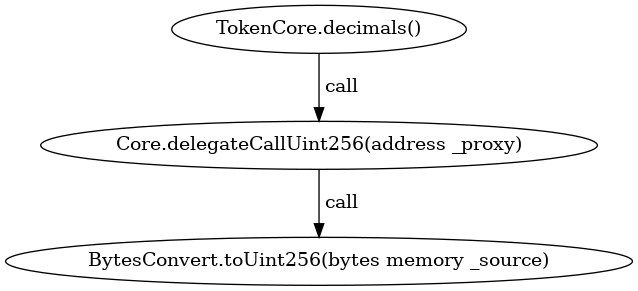 TokenCore.decimals()
call
Core.delegateCallUint256(address _proxy)
call
BytesConvert.toUint256(bytes memory _source)